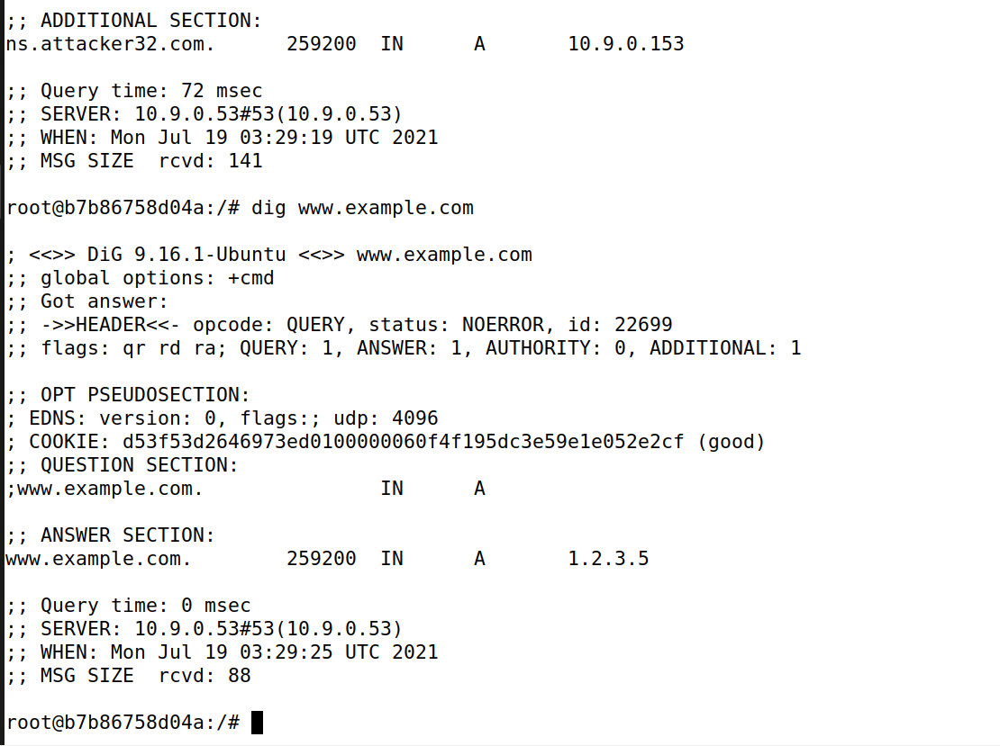 ;; ADDITIONAL SECTION:
ns.attacker32.com.      259200  IN      A       10.9.0.153
;; Query time: 72 msec
;; SERVER: 10.9.0.53#53(10.9.0.53)
;; WHEN: Mon Jul 19 03:29:19 UTC 2021
;; MSG SIZE  rcvd: 141
root@b7b86758d04a:/# dig www.example.com
; <<>> DiG 9.16.1-Ubuntu <<>> www.example.com
;; global options: +cmd
;; Got answer:
;; ->>HEADER<<- opcode: QUERY, status: NOERROR, id: 22699
;; flags: qr rd ra; QUERY: 1, ANSWER: 1, AUTHORITY: 0, ADDITIONAL: 1
;; OPT PSEUDOSECTION:
; EDNS: version: 0, flags:; udp: 4096
; COOKIE: d53f53d2646973ed0100000060f4f195dc3e59e1e052e2cf (good)
;; QUESTION SECTION:
;www.example.com.               IN      A
;; ANSWER SECTION:
www.example.com.        259200  IN      A       1.2.3.5
;; Query time: 0 msec
;; SERVER: 10.9.0.53#53(10.9.0.53)
;; WHEN: Mon Jul 19 03:29:25 UTC 2021
;; MSG SIZE  rcvd: 88
root@b7b86758d04a:/#